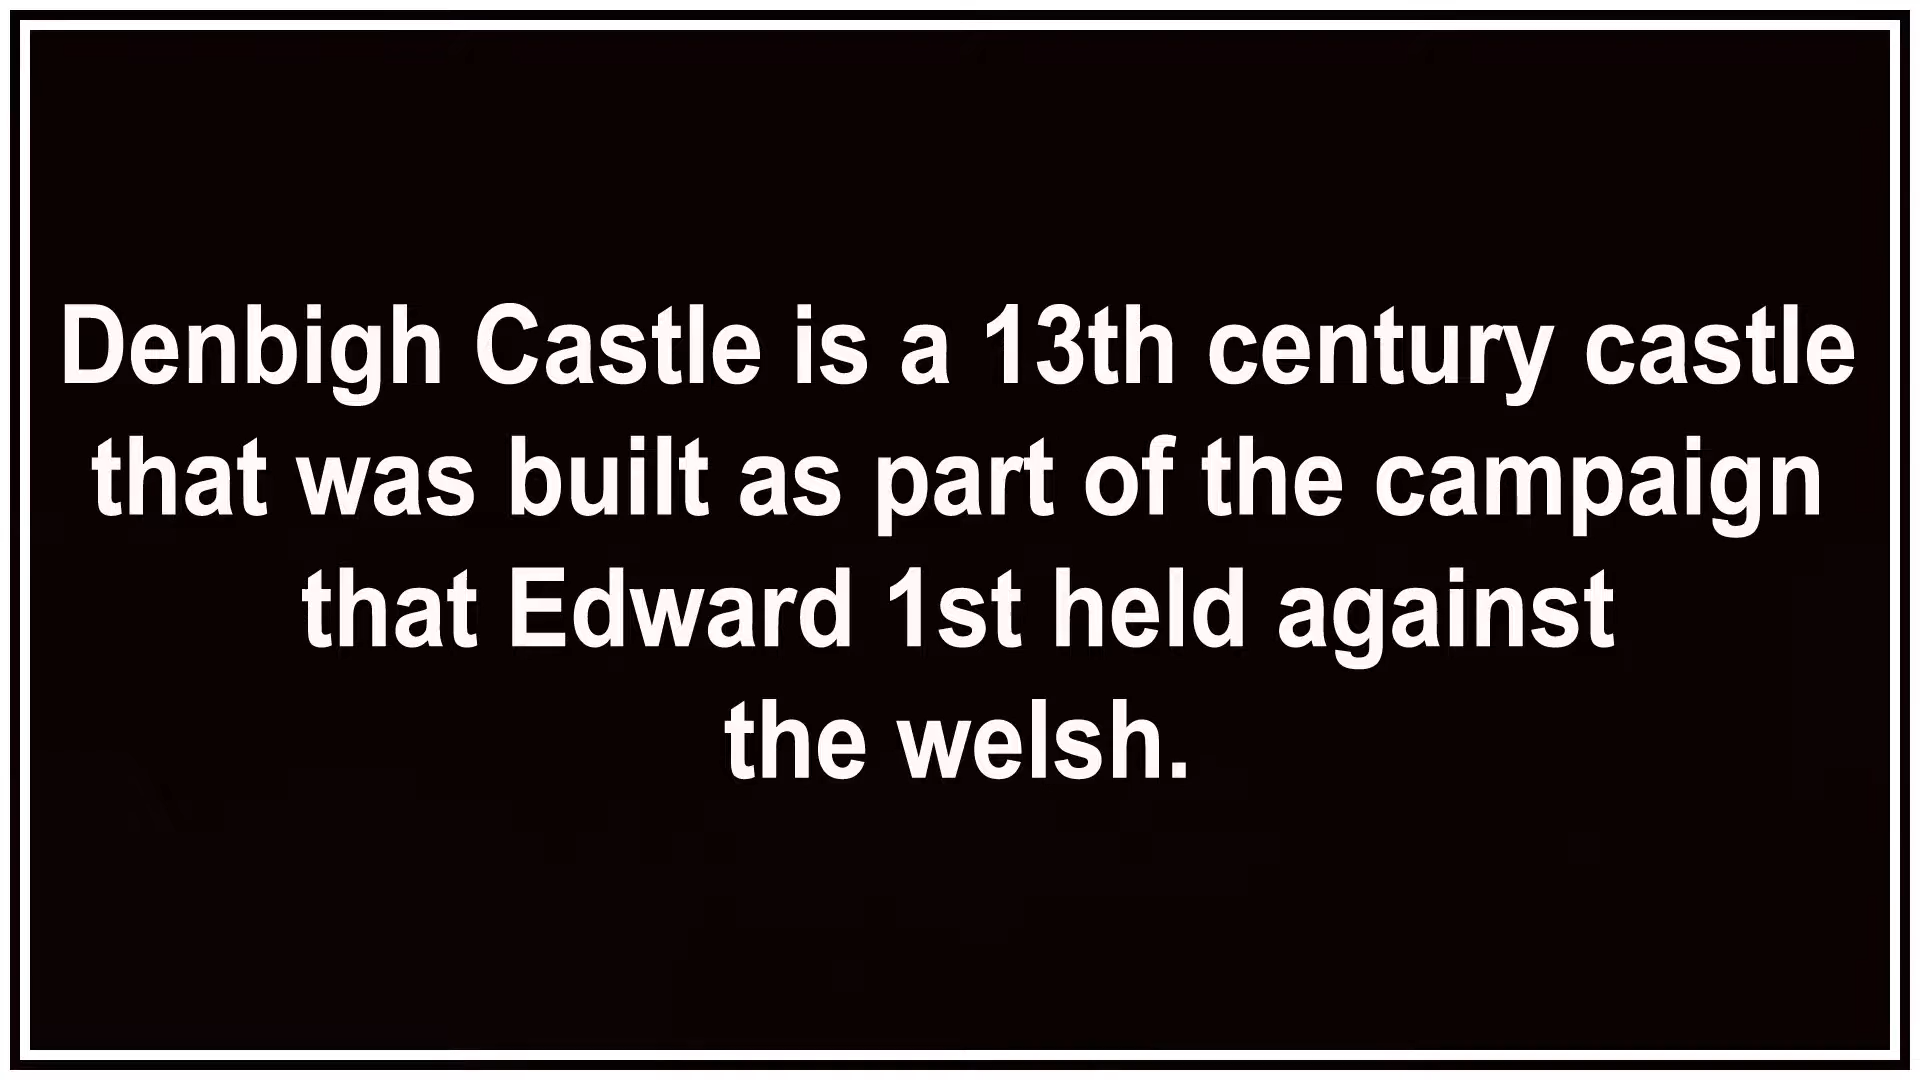 Denbigh Castle is a 13th century castle
that was built as part of the campaign
that Edward 1st held against
the welsh.